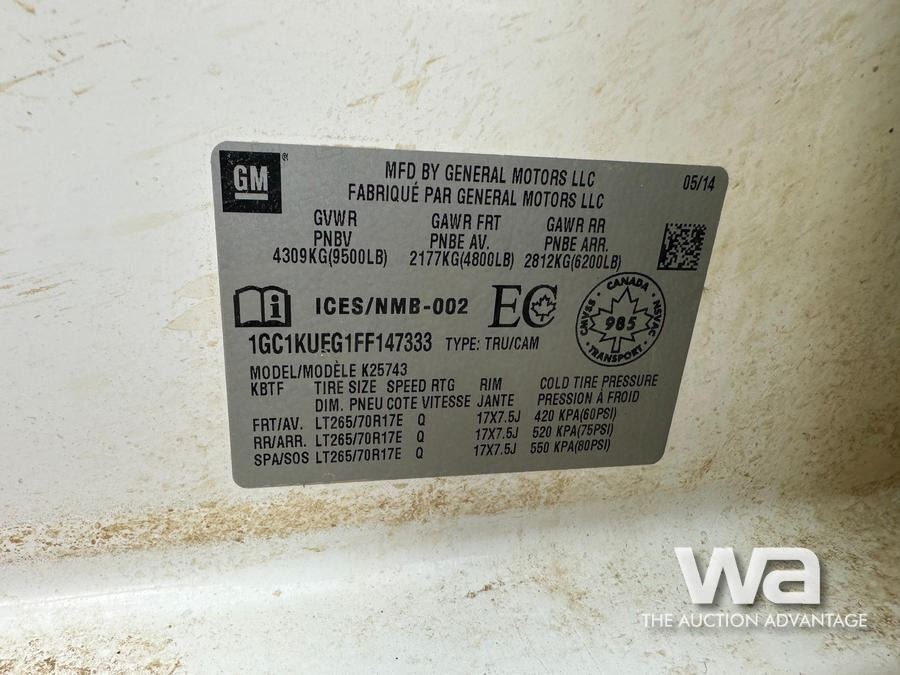 GM ®
MFD BY GENERAL MOTORS LLC
05/14
FABRIQUÉ PAR GENERAL MOTORS LLC
GVWR GAWR FRT GAWR RR
PNBV PNBE AV. PNBE ARR.
4309KG(9500LB) 2177KG(4800LB) 2812KG(6200LB)
i ICES/NMB-002 EC
CANADA
CMVSS 985 NSVAC
TRANSPORT
1GC1KUEG1FF147333 TYPE: TRU/CAM
MODEL/MODÈLE K25743
KBTF TIRE SIZE SPEED RTG RIM COLD TIRE PRESSURE
DIM. PNEU COTE VITESSE JANTE PRESSION À FROID
FRT/AV. LT265/70R17E Q 17X7.5J 420 KPA(60PSI)
RR/ARR. LT265/70R17E Q 17X7.5J 520 KPA(75PSI)
SPA/SOS LT265/70R17E Q 17X7.5J 550 KPA(80PSI)
wa
THE AUCTION ADVANTAGE